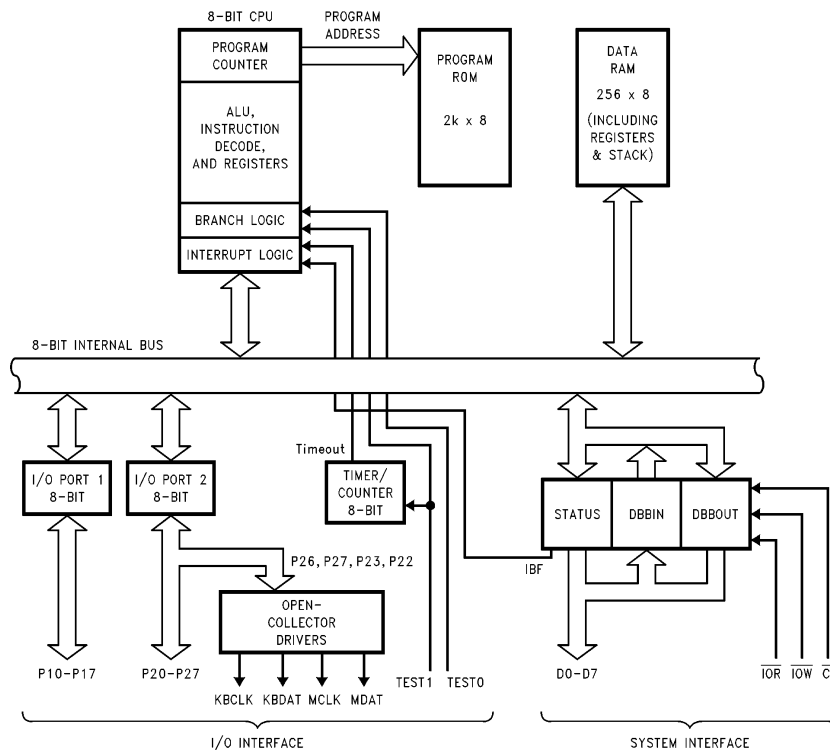 8-BIT CPU
PROGRAM
ADDRESS
PROGRAM
COUNTER
ALU,
INSTRUCTION
DECODE,
AND REGISTERS
BRANCH LOGIC
INTERRUPT LOGIC
PROGRAM
ROM
2k x 8
DATA
RAM
256 x 8
(INCLUDING
REGISTERS
& STACK)
8-BIT INTERNAL BUS
I/O PORT 1
8-BIT
I/O PORT 2
8-BIT
Timeout
TIMER/
COUNTER
8-BIT
STATUS
DBBIN
DBBOUT
IBF
P26, P27, P23, P22
OPEN-
COLLECTOR
DRIVERS
P10-P17
P20-P27
KBCLK
KBDAT
MCLK
MDAT
TEST1
TEST0
D0-D7
IOR
IOW
I/O INTERFACE
SYSTEM INTERFACE